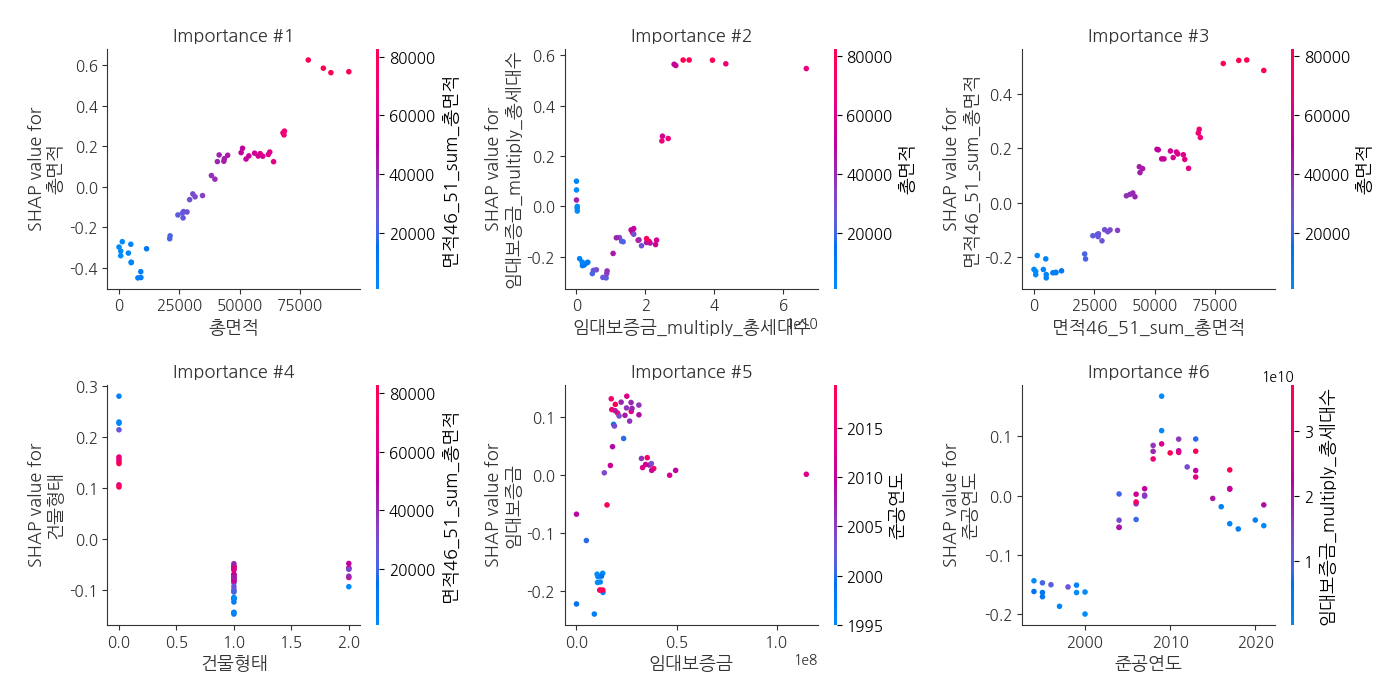 Importance #1
SHAP value for
총면적
0.6
0.4
0.2
0.0
-0.2
-0.4
0
25000
50000
75000
총면적
80000
60000
40000
20000
면적46_51_sum_총면적
Importance #2
SHAP value for
임대보증금_multiply_총세대수
0.6
0.4
0.2
0.0
-0.2
0
2
4
6
1e10
임대보증금_multiply_총세대수
80000
60000
40000
20000
총면적
Importance #3
SHAP value for
면적46_51_sum_총면적
0.4
0.2
0.0
-0.2
0
25000
50000
75000
면적46_51_sum_총면적
80000
60000
40000
20000
총면적
Importance #4
SHAP value for
건물형태
0.3
0.2
0.1
0.0
-0.1
0.0
0.5
1.0
1.5
2.0
건물형태
80000
60000
40000
20000
면적46_51_sum_총면적
Importance #5
SHAP value for
임대보증금
0.1
0.0
-0.1
-0.2
0.0
0.5
1.0
1e8
임대보증금
2015
2010
2005
2000
1995
준공연도
Importance #6
SHAP value for
준공연도
0.1
0.0
-0.1
-0.2
2000
2010
2020
준공연도
1e10
3
2
1
임대보증금_multiply_총세대수